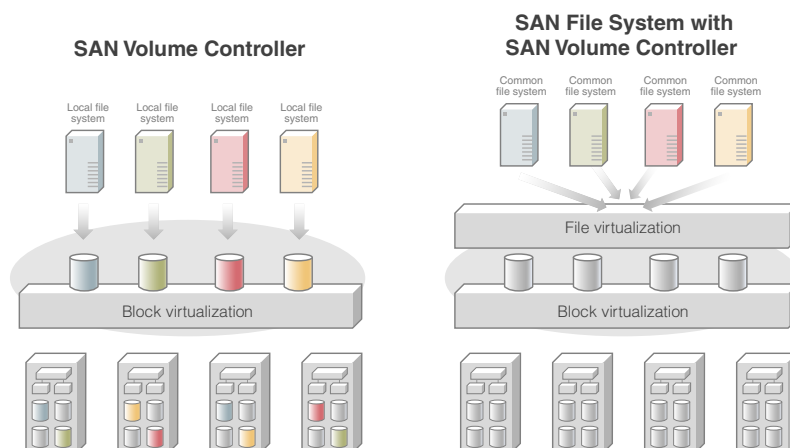 SAN Volume Controller
Local file
system
Local file
system
Local file
system
Local file
system
Block virtualization
SAN File System with
SAN Volume Controller
Common
file system
Common
file system
Common
file system
Common
file system
File virtualization
Block virtualization